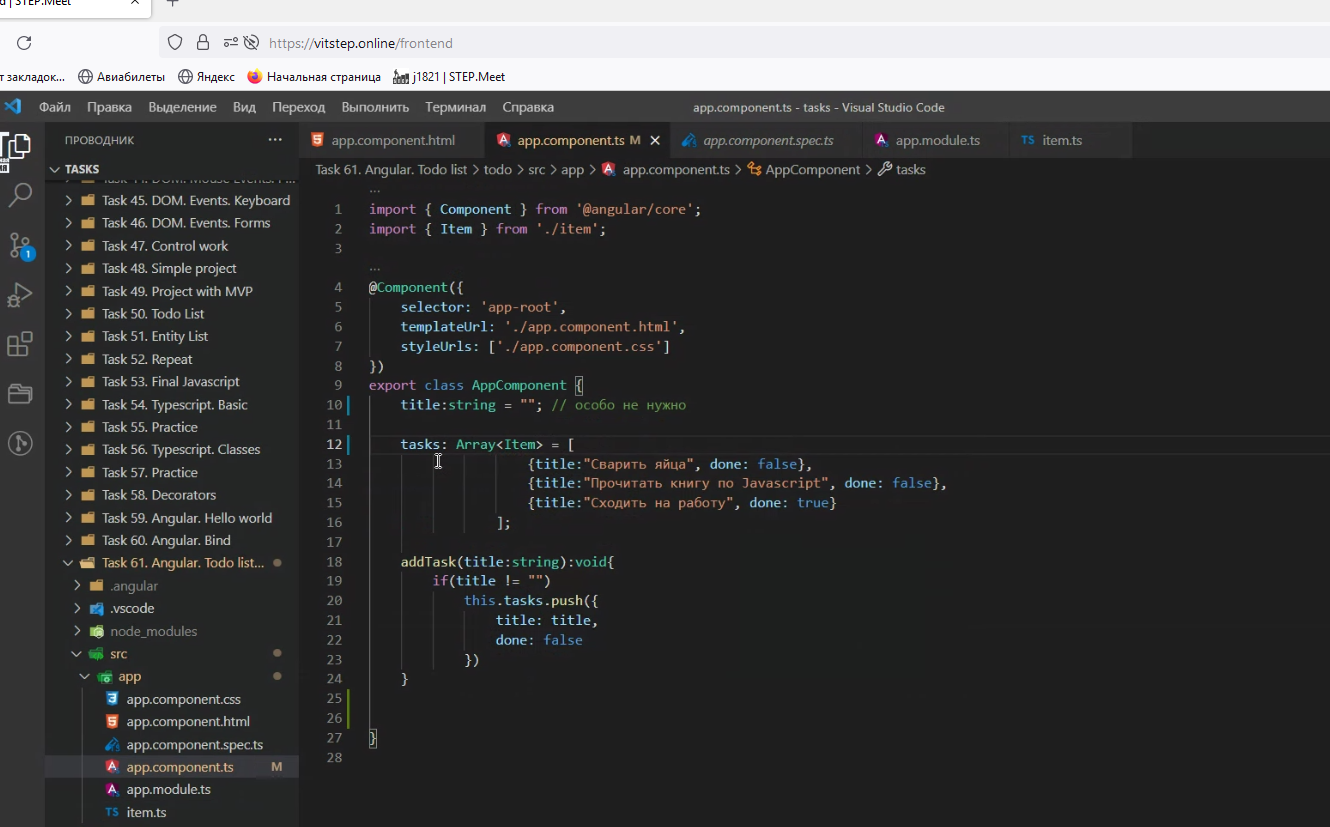 | STEP.Meet
https://vitstep.online/frontend
т закладок... Авиабилеты Яндекс Начальная страница j1821 | STEP.Meet
Файл Правка Выделение Вид Переход Выполнить Терминал Справка app.component.ts - tasks - Visual Studio Code
ПРОВОДНИК ...
app.component.html app.component.ts M app.component.spec.ts app.module.ts TS item.ts
TASKS
Task 61. Angular. Todo list > todo > src > app > app.component.ts > AppComponent > tasks
Task 45. DOM. Events. Keyboard
Task 46. DOM. Events. Forms
Task 47. Control work
Task 48. Simple project
Task 49. Project with MVP
Task 50. Todo List
Task 51. Entity List
Task 52. Repeat
Task 53. Final Javascript
Task 54. Typescript. Basic
Task 55. Practice
Task 56. Typescript. Classes
Task 57. Practice
Task 58. Decorators
Task 59. Angular. Hello world
Task 60. Angular. Bind
Task 61. Angular. Todo list...
.angular
.vscode
node_modules
src
app
app.component.css
app.component.html
app.component.spec.ts
app.component.ts M
app.module.ts
TS item.ts
1
...
1 import { Component } from '@angular/core';
2 import { Item } from './item';
3
...
4 @Component({
5 selector: 'app-root',
6 templateUrl: './app.component.html',
7 styleUrls: ['./app.component.css']
8 })
9 export class AppComponent {
10 title:string = ""; // особо не нужно
11
12 tasks: Array<Item> = [
13 {title:"Сварить яйца", done: false},
14 {title:"Прочитать книгу по Javascript", done: false},
15 {title:"Сходить на работу", done: true}
16 ];
17
18 addTask(title:string):void{
19 if(title != "")
20 this.tasks.push({
21 title: title,
22 done: false
23 })
24 }
25
26
27 }
28